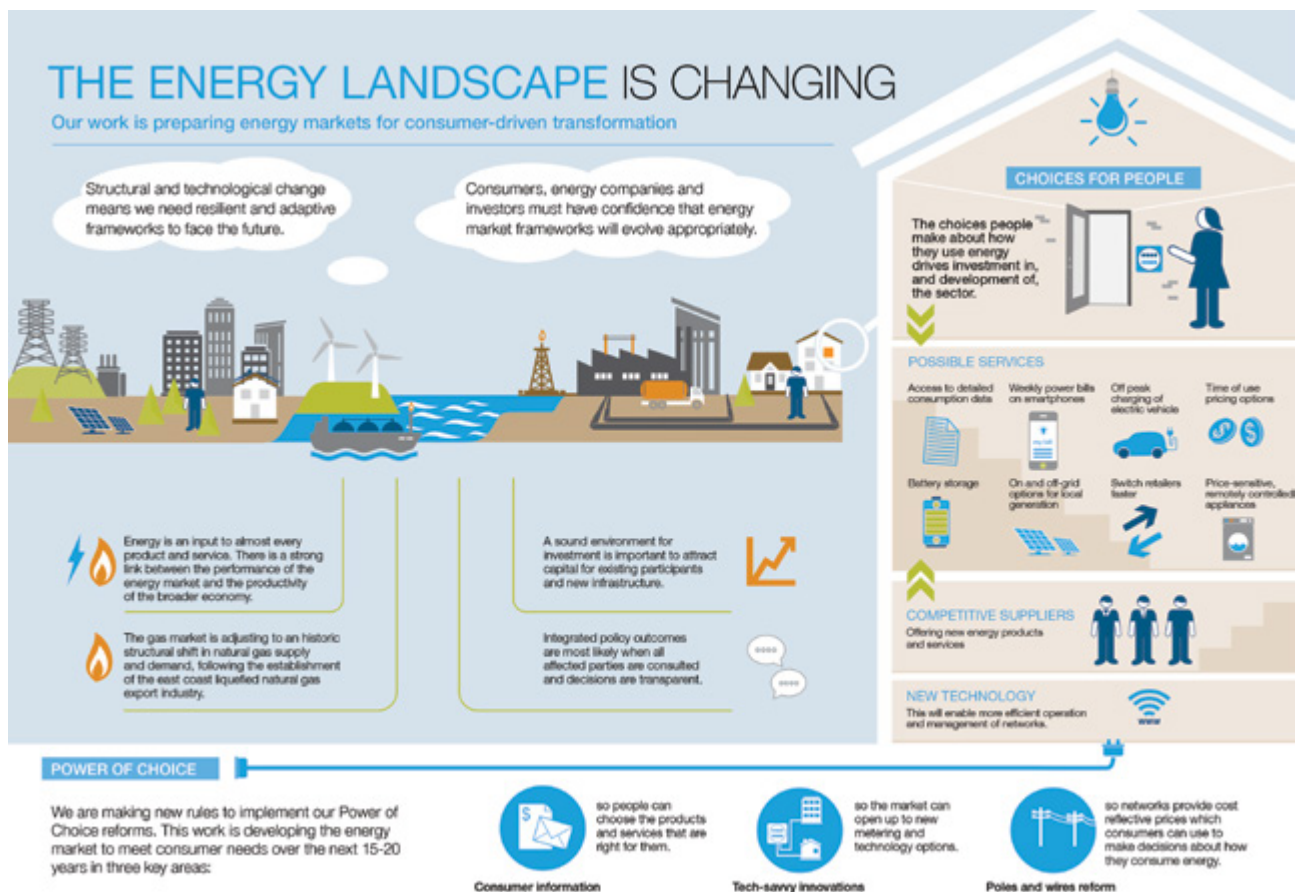 THE ENERGY LANDSCAPE IS CHANGING
Our work is preparing energy markets for consumer-driven transformation
Structural and technological change
means we need resilient and adaptive
frameworks to face the future.
Consumers, energy companies and
investors must have confidence that energy
market frameworks will evolve appropriately.
Energy is an input to almost every
product and service. There is a strong
link between the performance of the
energy market and the productivity
of the broader economy.
The gas market is adjusting to an historic
structural shift in natural gas supply
and demand, following the establishment
of the east coast liquefied natural gas
export industry.
A sound environment for
investment is important to attract
capital for existing participants
and new infrastructure.
Integrated policy outcomes
are most likely when all
affected parties are consulted
and decisions are transparent.
CHOICES FOR PEOPLE
The choices people
make about how
they use energy
drives investment in,
and development of,
the sector.
POSSIBLE SERVICES
Access to detailed
consumption data
Weekly power bills
on smartphones
my bill
Off peak
charging of
electric vehicle
Time of use
pricing options
$ $
Battery storage
On and off-grid
options for local
generation
Switch retailers
faster
Price-sensitive,
remotely controlled
appliances
COMPETITIVE SUPPLIERS
Offering new energy products
and services
NEW TECHNOLOGY
This will enable more efficient operation
and management of networks.
www
POWER OF CHOICE
We are making new rules to implement our Power of
Choice reforms. This work is developing the energy
market to meet consumer needs over the next 15-20
years in three key areas:
$
so people can
choose the products
and services that are
right for them.
Consumer information
so the market can
open up to new
metering and
technology options.
Tech-savvy innovations
so networks provide cost
reflective prices which
consumers can use to
make decisions about how
they consume energy.
Poles and wires reform